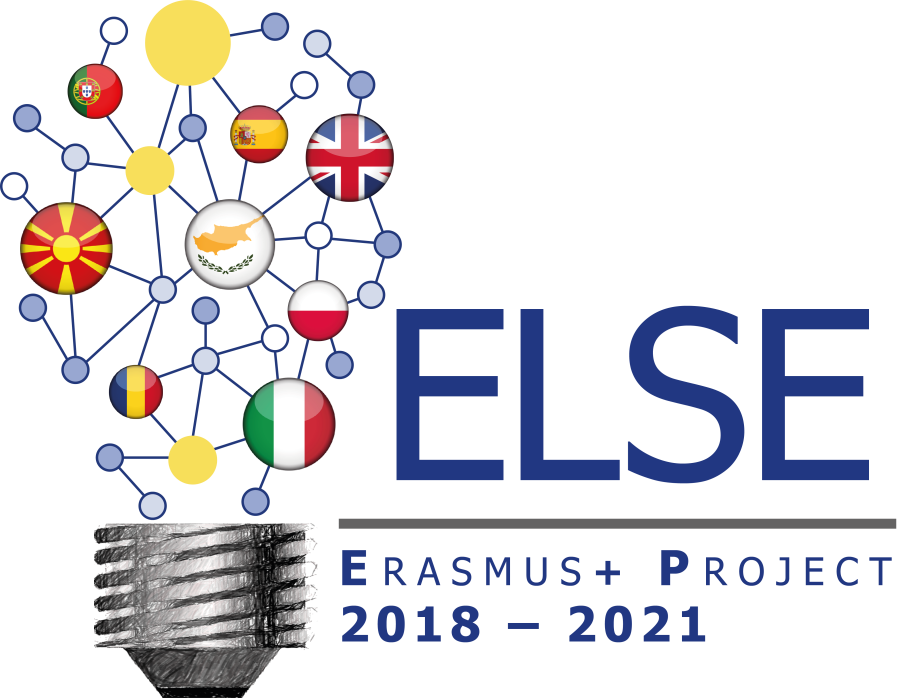 ELSE
ERASMUS+ PROJECT
2018 – 2021